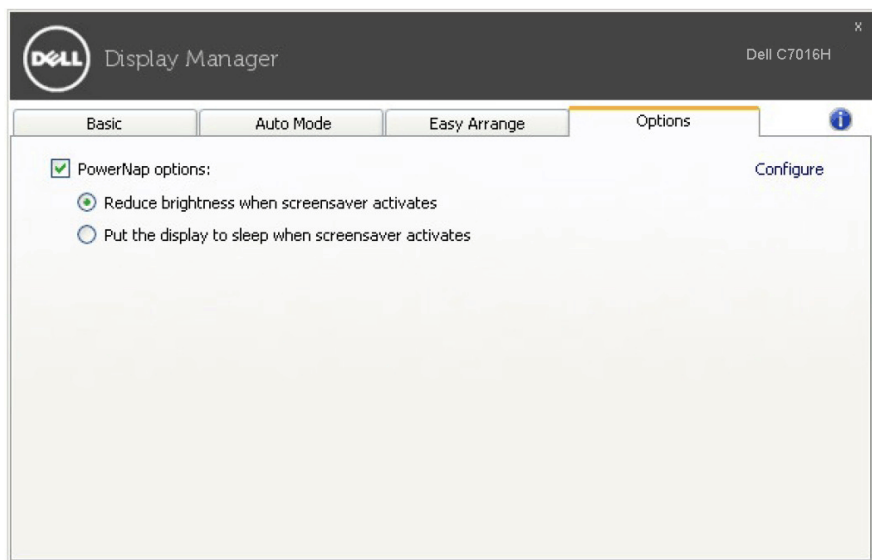 x
DELL Display Manager
Dell C7016H
Basic Auto Mode Easy Arrange Options i
PowerNap options: Configure
Reduce brightness when screensaver activates
Put the display to sleep when screensaver activates